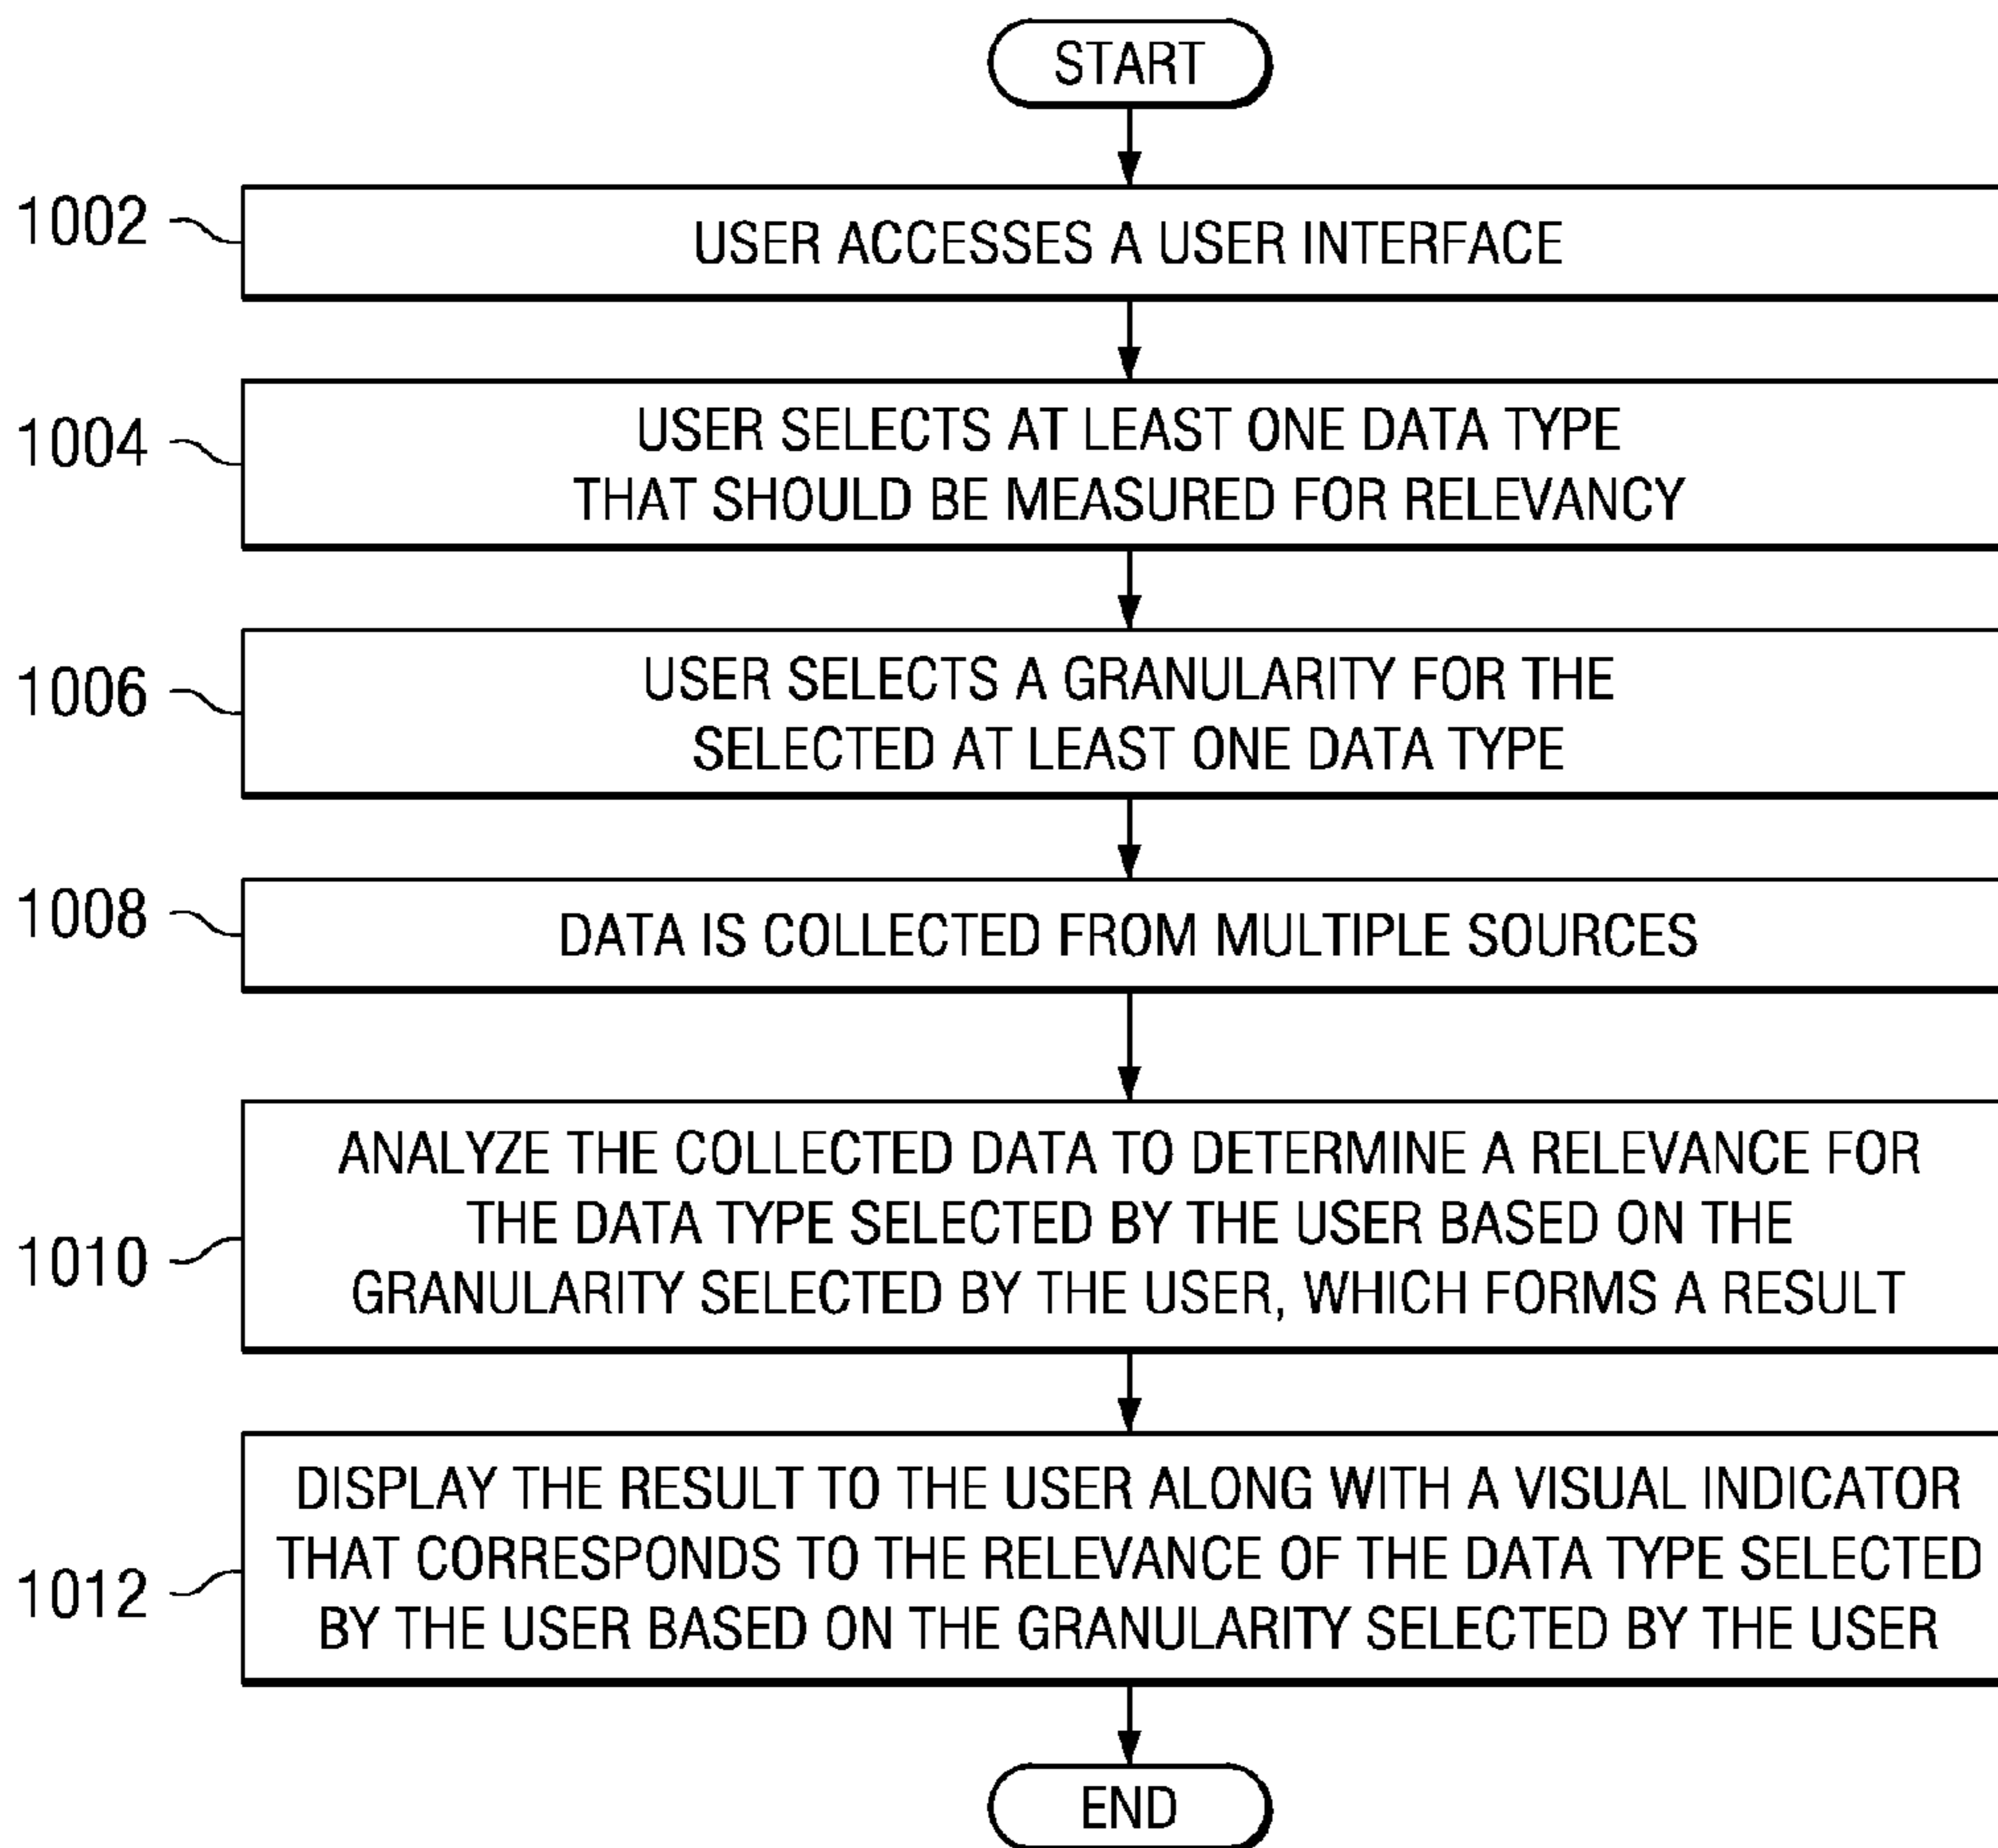 START
1002
USER ACCESSES A USER INTERFACE
1004
USER SELECTS AT LEAST ONE DATA TYPE
THAT SHOULD BE MEASURED FOR RELEVANCY
1006
USER SELECTS A GRANULARITY FOR THE
SELECTED AT LEAST ONE DATA TYPE
1008
DATA IS COLLECTED FROM MULTIPLE SOURCES
1010
ANALYZE THE COLLECTED DATA TO DETERMINE A RELEVANCE FOR
THE DATA TYPE SELECTED BY THE USER BASED ON THE
GRANULARITY SELECTED BY THE USER, WHICH FORMS A RESULT
1012
DISPLAY THE RESULT TO THE USER ALONG WITH A VISUAL INDICATOR
THAT CORRESPONDS TO THE RELEVANCE OF THE DATA TYPE SELECTED
BY THE USER BASED ON THE GRANULARITY SELECTED BY THE USER
END